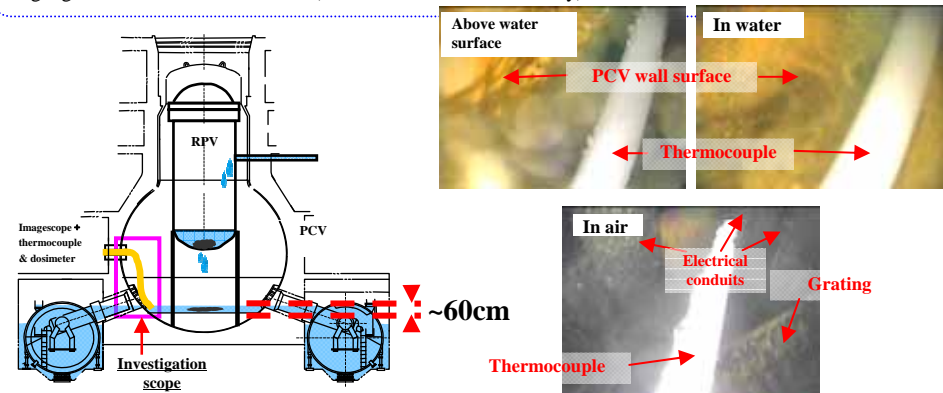 Above water
surface
In water
PCV wall surface
Thermocouple
RPV
PCV
Imagescope +
thermocouple
& dosimeter
~60cm
Investigation
scope
In air
Electrical
conduits
Grating
Thermocouple